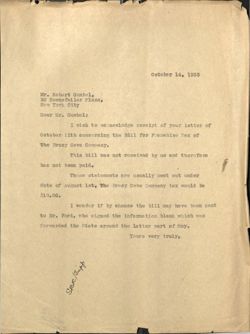 October 14, 1933
Mr. Robert Gumbel,
30 Rockefeller Plaza,
New York City
Dear Mr. Gumbel:
I wish to acknowledge receipt of your letter of
October 12th concerning the Bill for Franchise Tax of
The Brady Cove Company.
This bill has not received by us and therefore
has not been paid.
These statements are usually sent out under
date of August 1st, The Brady Cove Company tax would be
$10.00.
I wonder if by chance the bill may have been sent
to Mr. Ford, who signed the information blank which was
forwarded the State around the latter part of May.
Yours very truly,